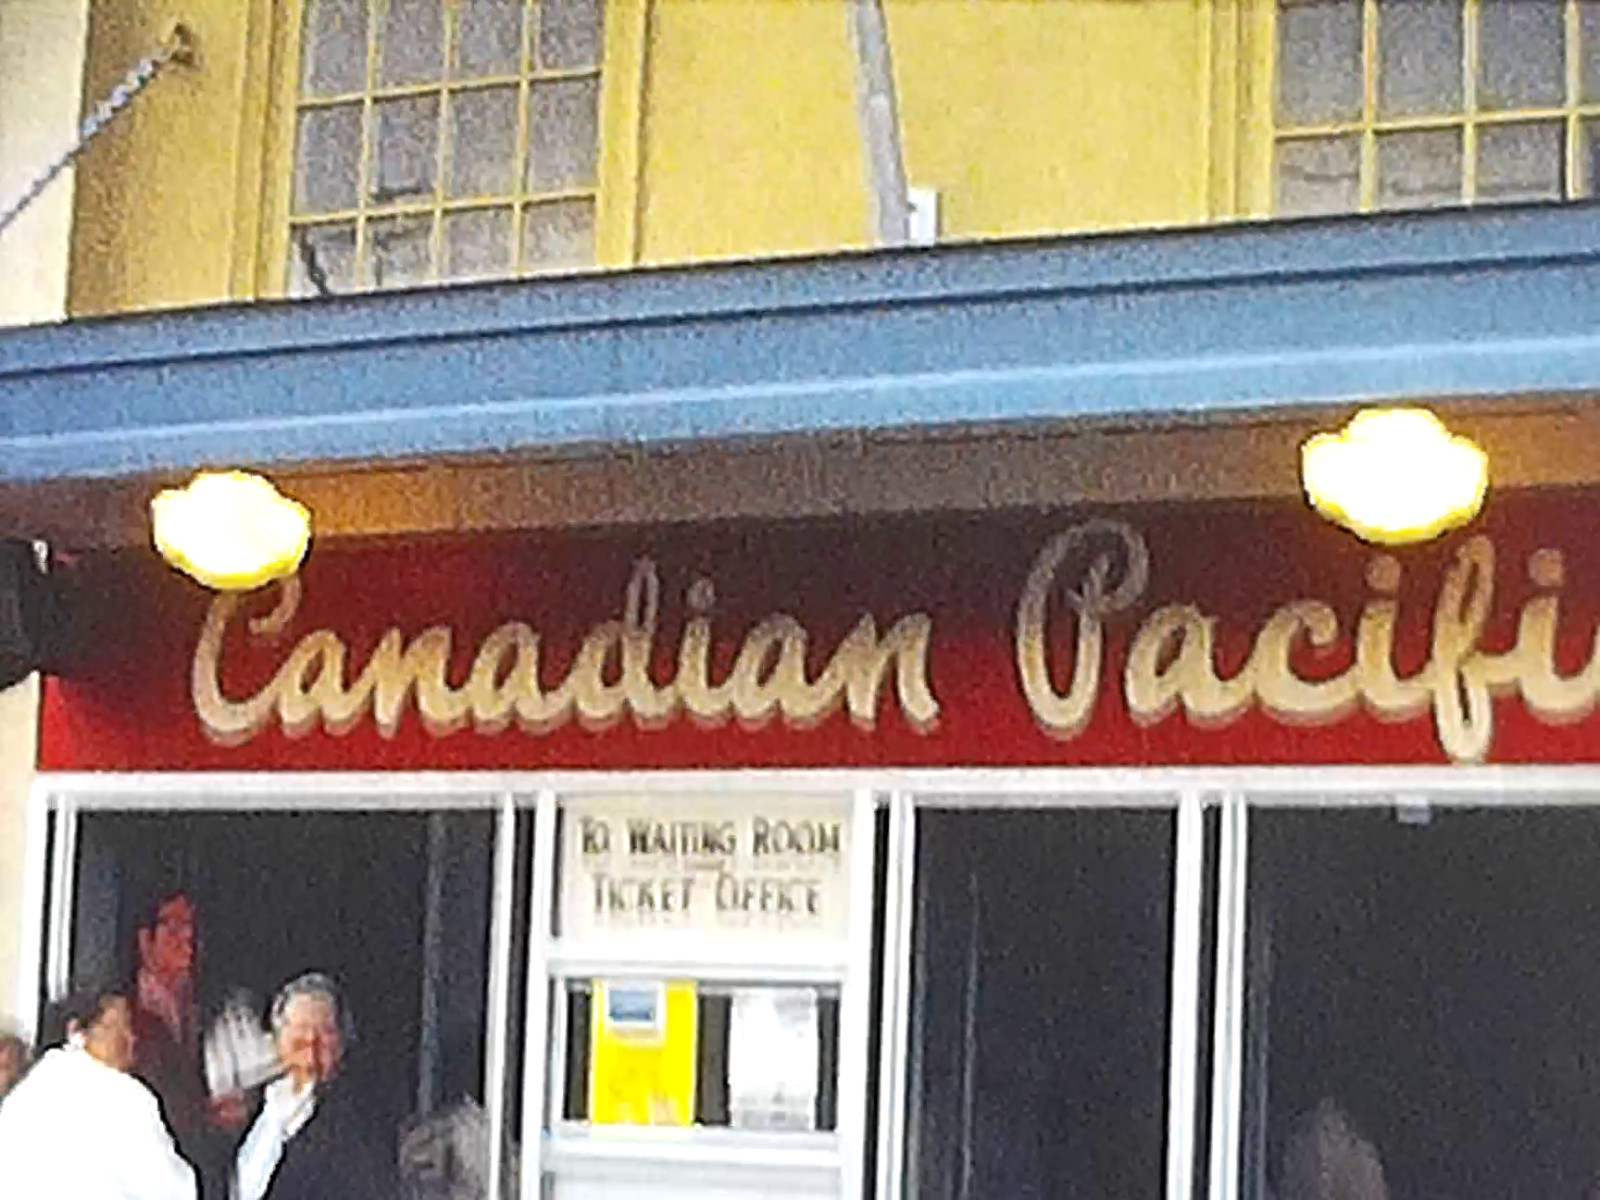 Canadian Pacifi
TO WAITING ROOM
TICKET OFFICE